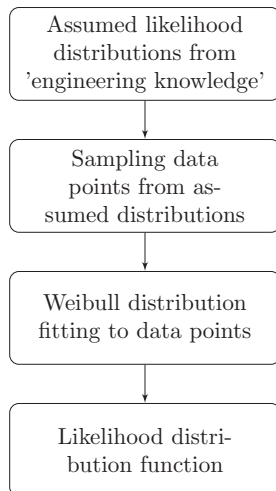 Assumed likelihood
distributions from
'engineering knowledge'
Sampling data
points from as-
sumed distributions
Weibull distribution
fitting to data points
Likelihood distri-
bution function